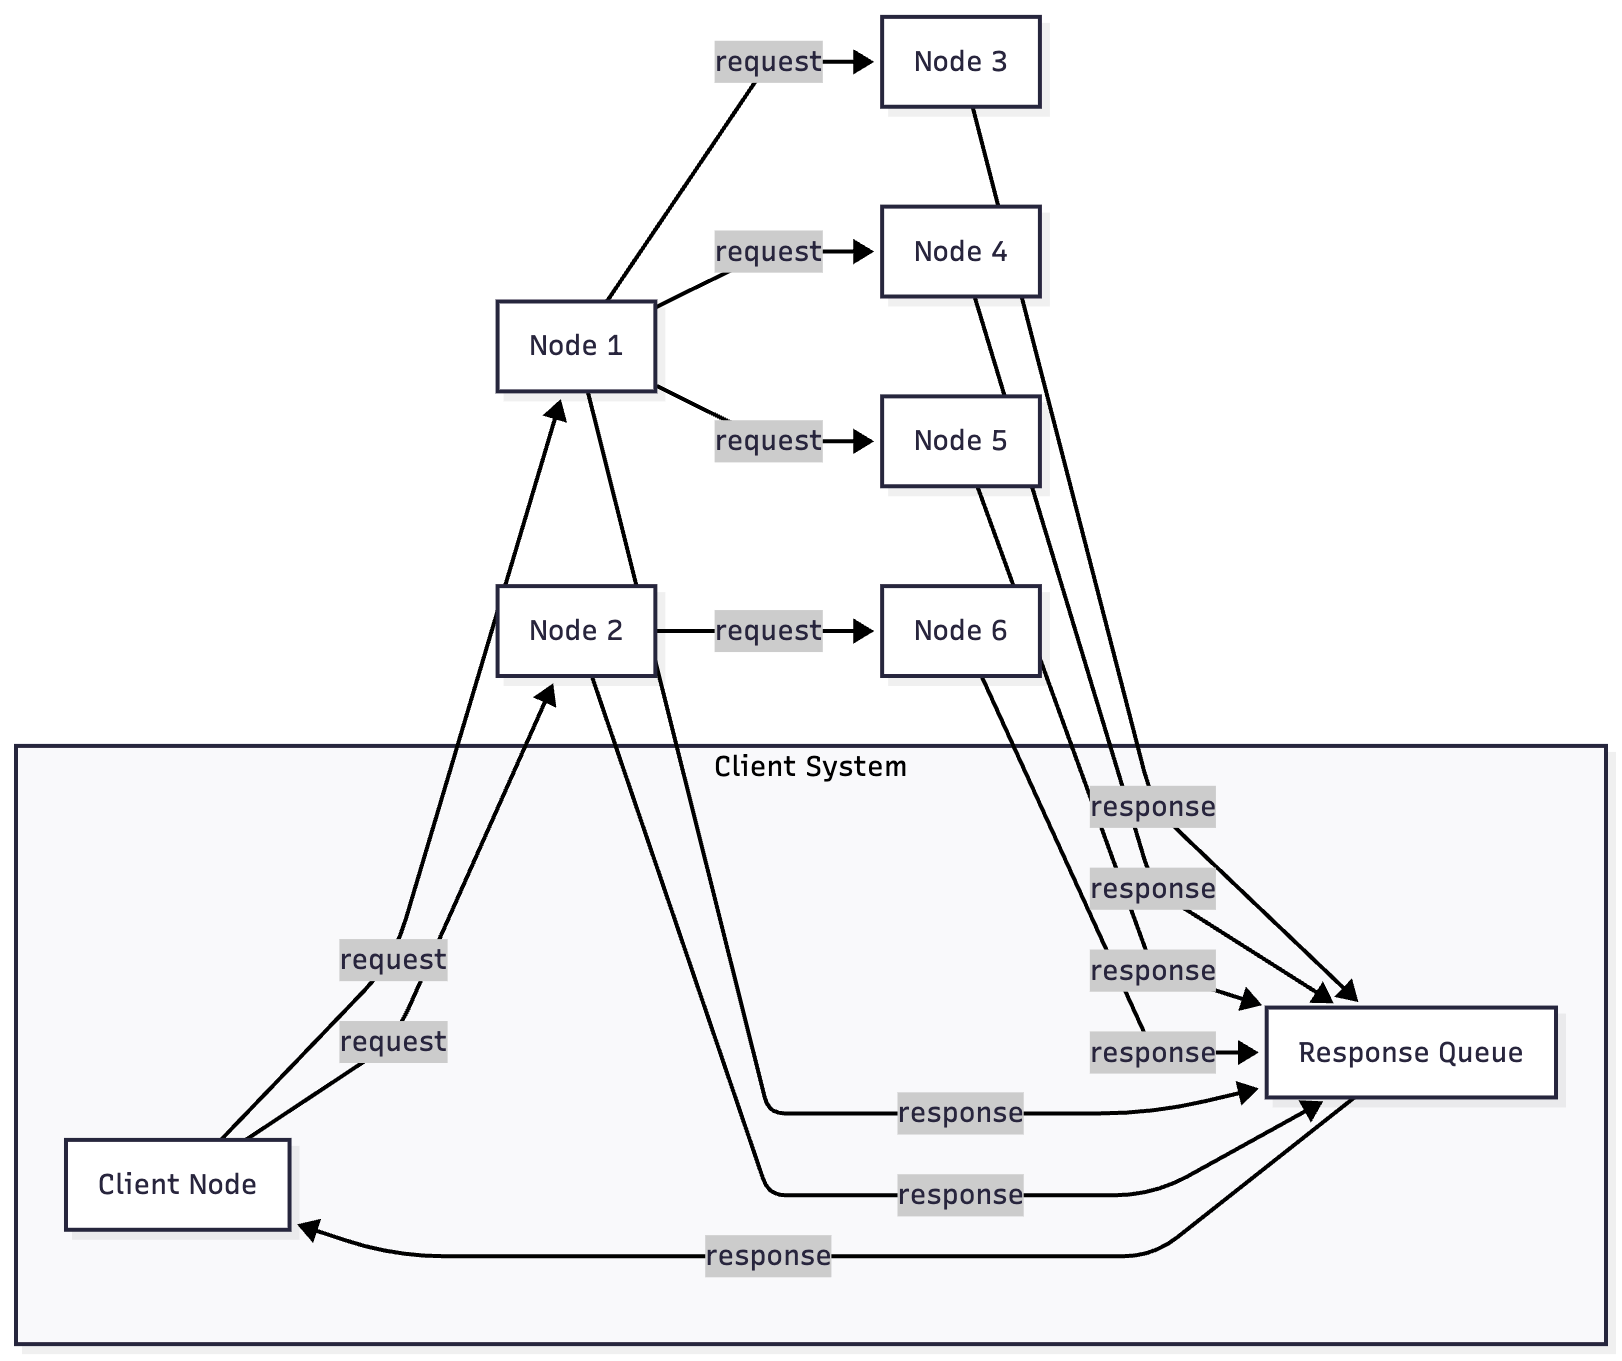 request
Node 3
request
Node 4
Node 1
request
Node 5
Node 2
request
Node 6
Client System
response
response
request
response
request
response
Response Queue
response
Client Node
response
response